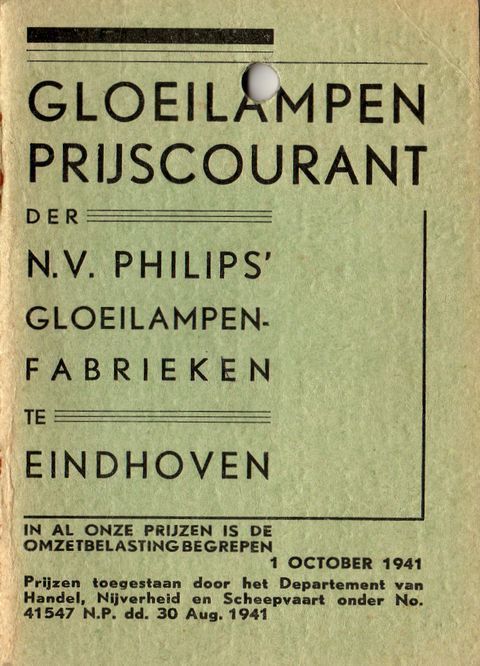 GLOEILAMPEN
PRIJSCOURANT
DER
N.V. PHILIPS'
GLOEILAMPEN-
FABRIEKEN
TE
EINDHOVEN
IN AL ONZE PRIJZEN IS DE
OMZETBELASTING BEGREPEN
1 OCTOBER 1941
Prijzen toegestaan door het Departement van
Handel, Nijverheid en Scheepvaart onder No.
41547 N.P. dd. 30 Aug. 1941